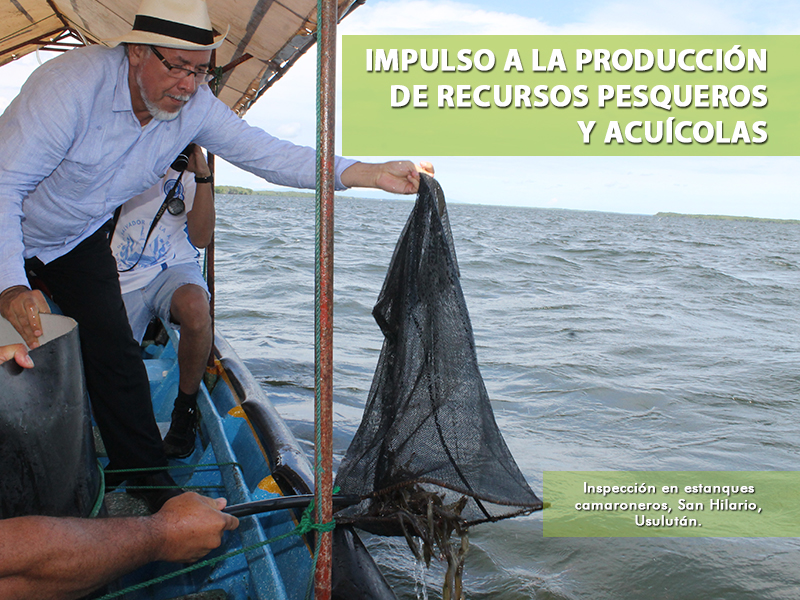 IMPULSO A LA PRODUCCIÓN
DE RECURSOS PESQUEROS
Y ACUÍCOLAS
Inspección en estanques
camaroneros, San Hilario,
Usulután.